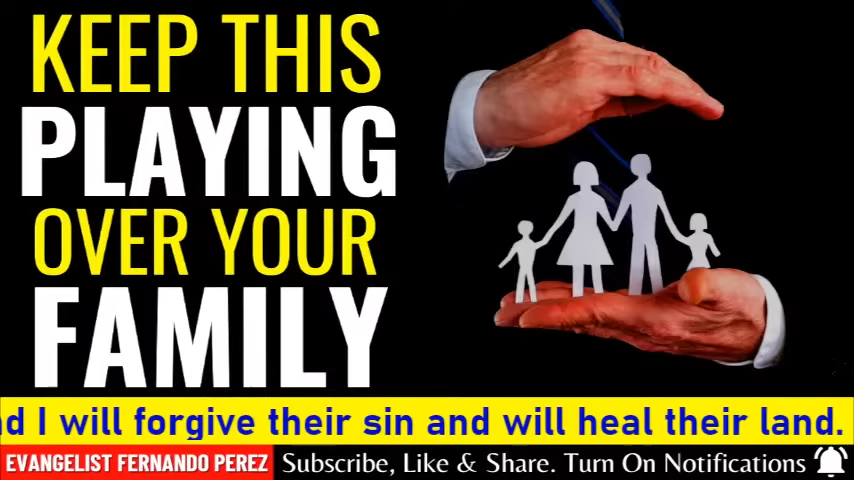 KEEP THIS
PLAYING
OVER YOUR
FAMILY
d I will forgive their sin and will heal their land.
EVANGELIST FERNANDO PEREZ Subscribe, Like & Share. Turn On Notifications